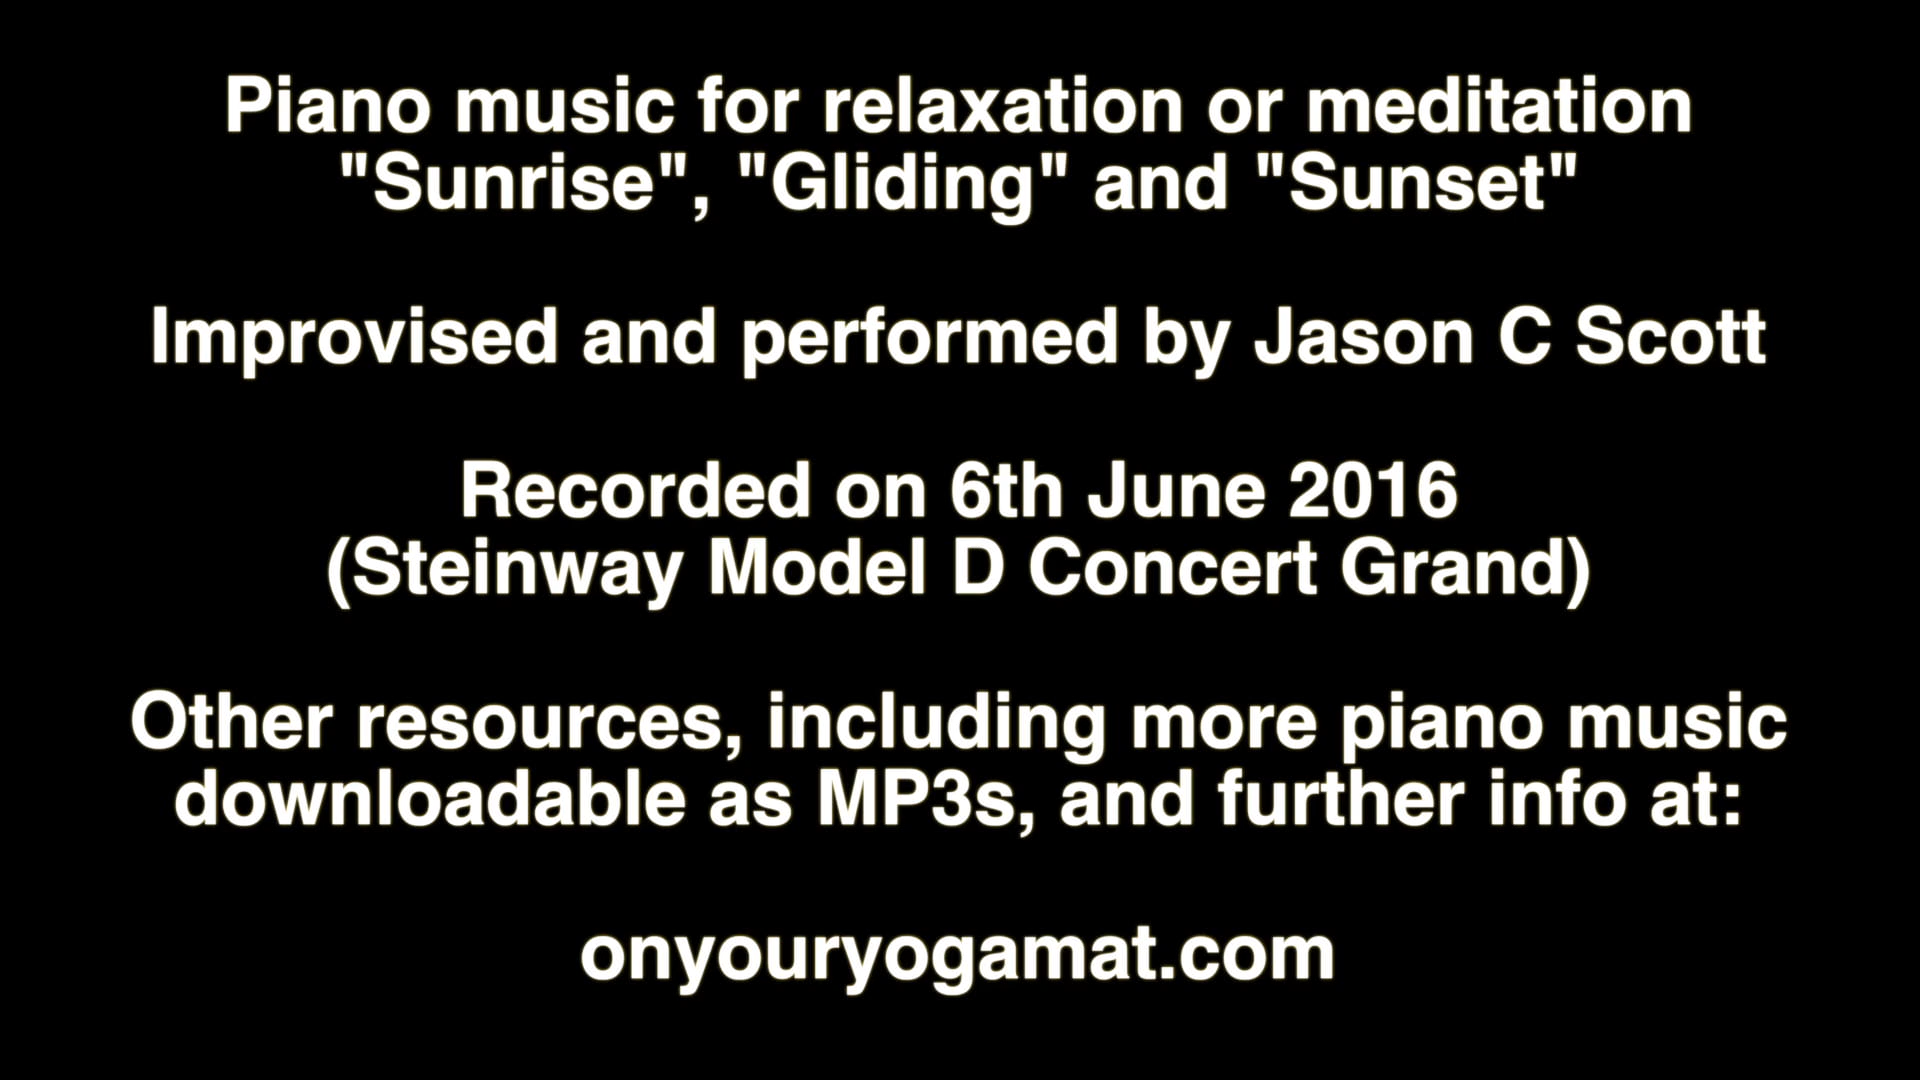 Piano music for relaxation or meditation
"Sunrise", "Gliding" and "Sunset"
Improvised and performed by Jason C Scott
Recorded on 6th June 2016
(Steinway Model D Concert Grand)
Other resources, including more piano music
downloadable as MP3s, and further info at:
onyouryogamat.com